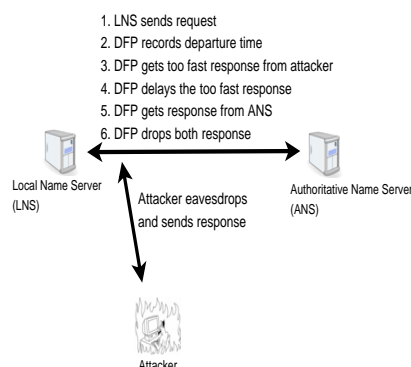 1. LNS sends request
2. DFP records departure time
3. DFP gets too fast response from attacker
4. DFP delays the too fast response
5. DFP gets response from ANS
6. DFP drops both response
Local Name Server
(LNS)
Authoritative Name Server
(ANS)
Attacker eavesdrops
and sends response
Attacker